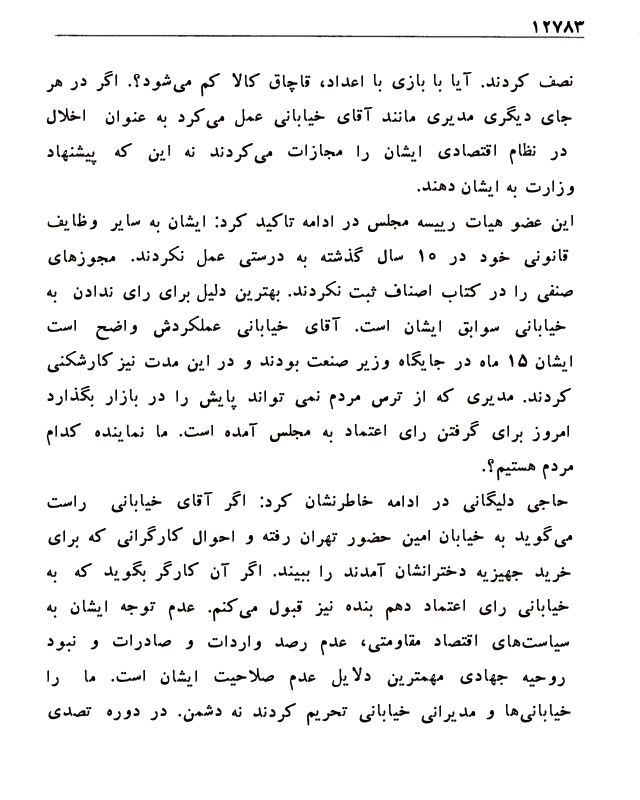 ۱۲۷۸۳
نصف کردند. آیا با بازی با اعداد، قاچاق کالا کم می‌شود؟. اگر در هر
جای دیگری مدیری مانند آقای خیابانی عمل می‌کرد به عنوان اخلال
در نظام اقتصادی ایشان را مجازات می‌کردند نه این که پیشنهاد
وزارت به ایشان دهند.
این عضو هیات رییسه مجلس در ادامه تاکید کرد: ایشان به سایر وظایف
قانونی خود در ۱۰ سال گذشته به درستی عمل نکردند. مجوزهای
صنفی را در کتاب اصناف ثبت نکردند. بهترین دلیل برای رای ندادن به
خیابانی سوابق ایشان است. آقای خیابانی عملکردش واضح است
ایشان ۱۵ ماه در جایگاه وزیر صنعت بودند و در این مدت نیز کارشکنی
کردند. مدیری که از ترس مردم نمی تواند پایش را در بازار بگذارد
امروز برای گرفتن رای اعتماد به مجلس آمده است. ما نماینده کدام
مردم هستیم؟.
حاجی دلیگانی در ادامه خاطرنشان کرد: اگر آقای خیابانی راست
می‌گوید به خیابان امین حضور تهران رفته و احوال کارگرانی که برای
خرید جهیزیه دخترانشان آمدند را ببیند. اگر آن کارگر بگوید که به
خیابانی رای اعتماد دهم بنده نیز قبول می‌کنم. عدم توجه ایشان به
سیاست‌های اقتصاد مقاومتی، عدم رصد واردات و صادرات و نبود
روحیه جهادی مهمترین دلایل عدم صلاحیت ایشان است. ما را
خیابانی‌ها و مدیرانی خیابانی تحریم کردند نه دشمن. در دوره تصدی